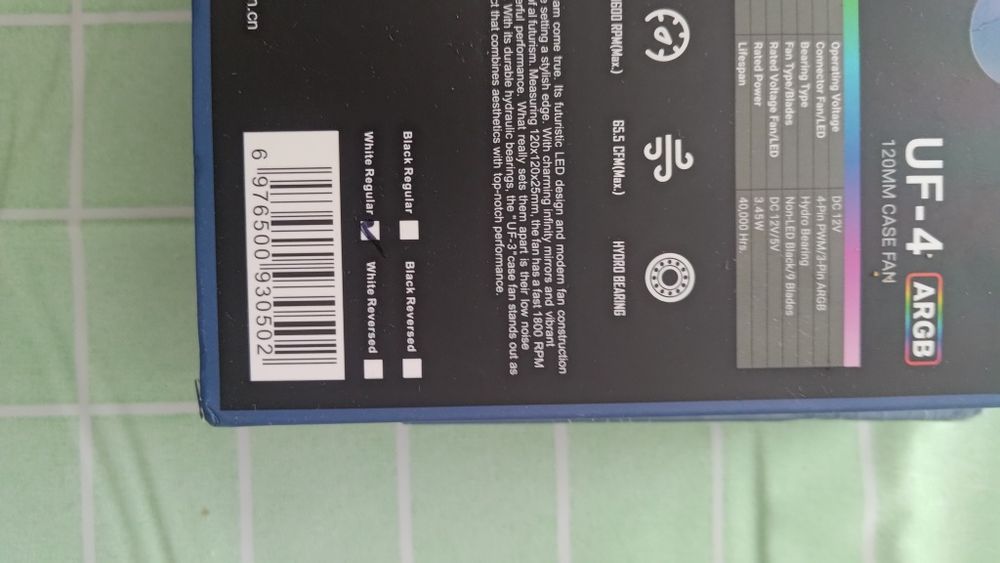 UF-4
ARGB
120MM CASE FAN
Operating Voltage DC 12V
Connector Fan/LED 4-Pin PWM/3-Pin ARGB
Bearing Type Hydro Bearing
Fan Type/Blades Non-LED Black/9 Blades
Rated Voltage Fan/LED DC 12V/5V
Rated Power 3.45W
Lifespan 40,000 Hrs.
RPM(Max.)
65.5 CFM(Max.)
HYDRO BEARING
am come true. Its futuristic LED design and modern fan construction
setting a stylish edge. With charming infinity mirrors and vibrant
al futurism. Measuring 120x120x25mm, the fan has a fast 1800 RPM
erful performance. What really sets them apart is their low noise
With its durable hydraulic bearings, the "UF-3"case fan stands out as
ct that combines aesthetics with top-notch performance.
Black Regular Black Reversed
White Regular White Reversed
6 976500 930502
n.cn